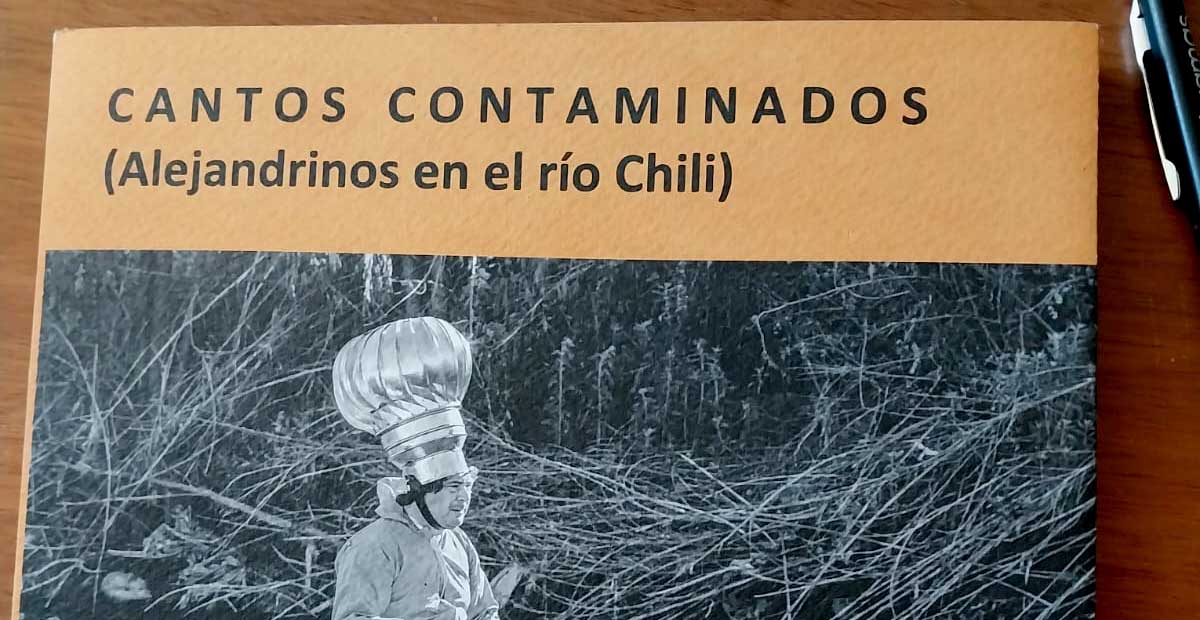 CANTOS CONTAMINADOS
(Alejandrinos en el río Chili)